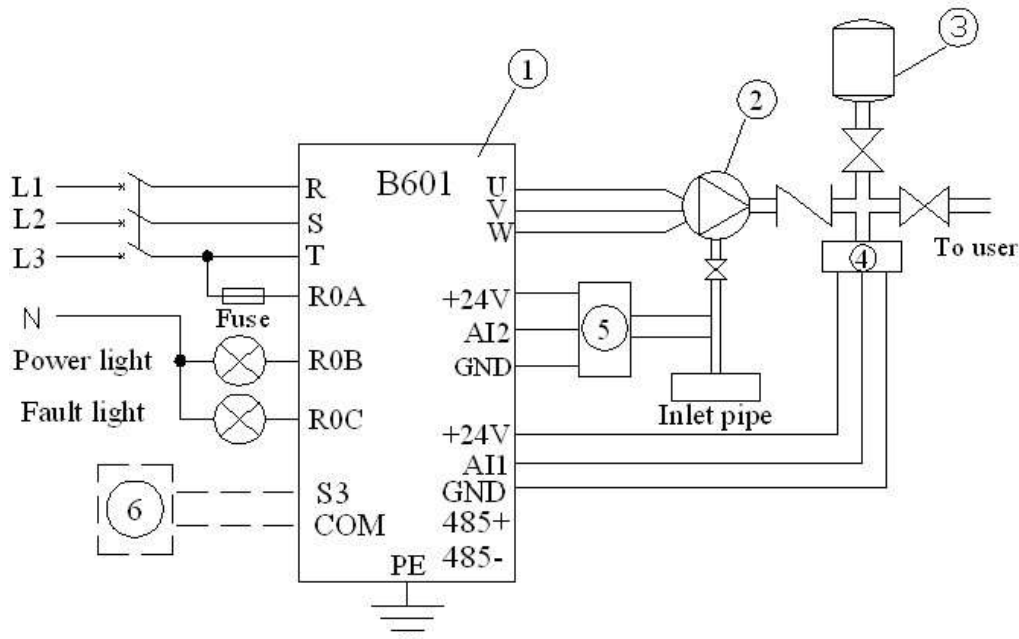 ③
①
②
L1
R
B601
U
L2
S
V
To user
L3
T
W
④
R0A
+24V
N
Fuse
AI2
⑤
Power light
R0B
GND
Fault light
R0C
Inlet pipe
+24V
AI1
⑥
S3
GND
COM
485+
485-
PE